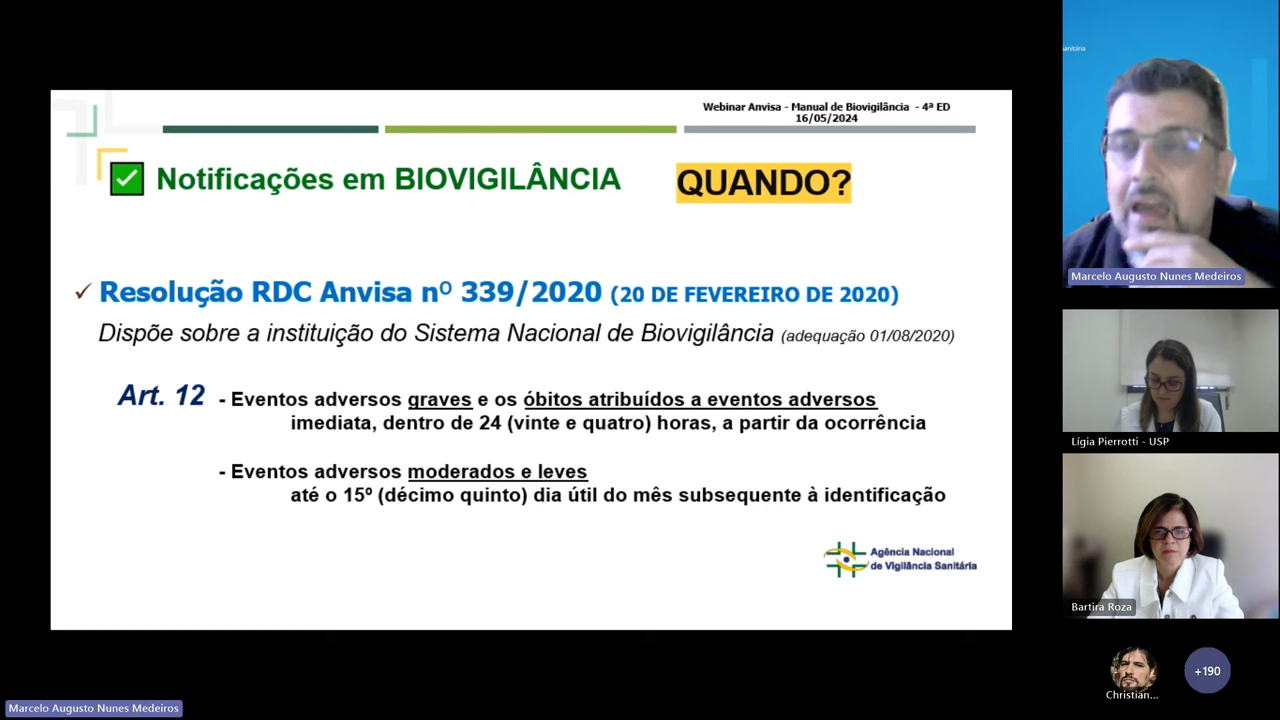 Webinar Anvisa - Manual de Biovigilância - 4ª ED
16/05/2024
Notificações em BIOVIGILÂNCIA
QUANDO?
Resolução RDC Anvisa nº 339/2020 (20 DE FEVEREIRO DE 2020)
Dispõe sobre a instituição do Sistema Nacional de Biovigilância (adequação 01/08/2020)
Art. 12 - Eventos adversos graves e os óbitos atribuídos a eventos adversos
imediata, dentro de 24 (vinte e quatro) horas, a partir da ocorrência
- Eventos adversos moderados e leves
até o 15º (décimo quinto) dia útil do mês subsequente à identificação
Agência Nacional
de Vigilância Sanitária
anitária
Marcelo Augusto Nunes Medeiros
Lígia Pierrotti - USP
Bartira Roza
Christian...
+190
Marcelo Augusto Nunes Medeiros